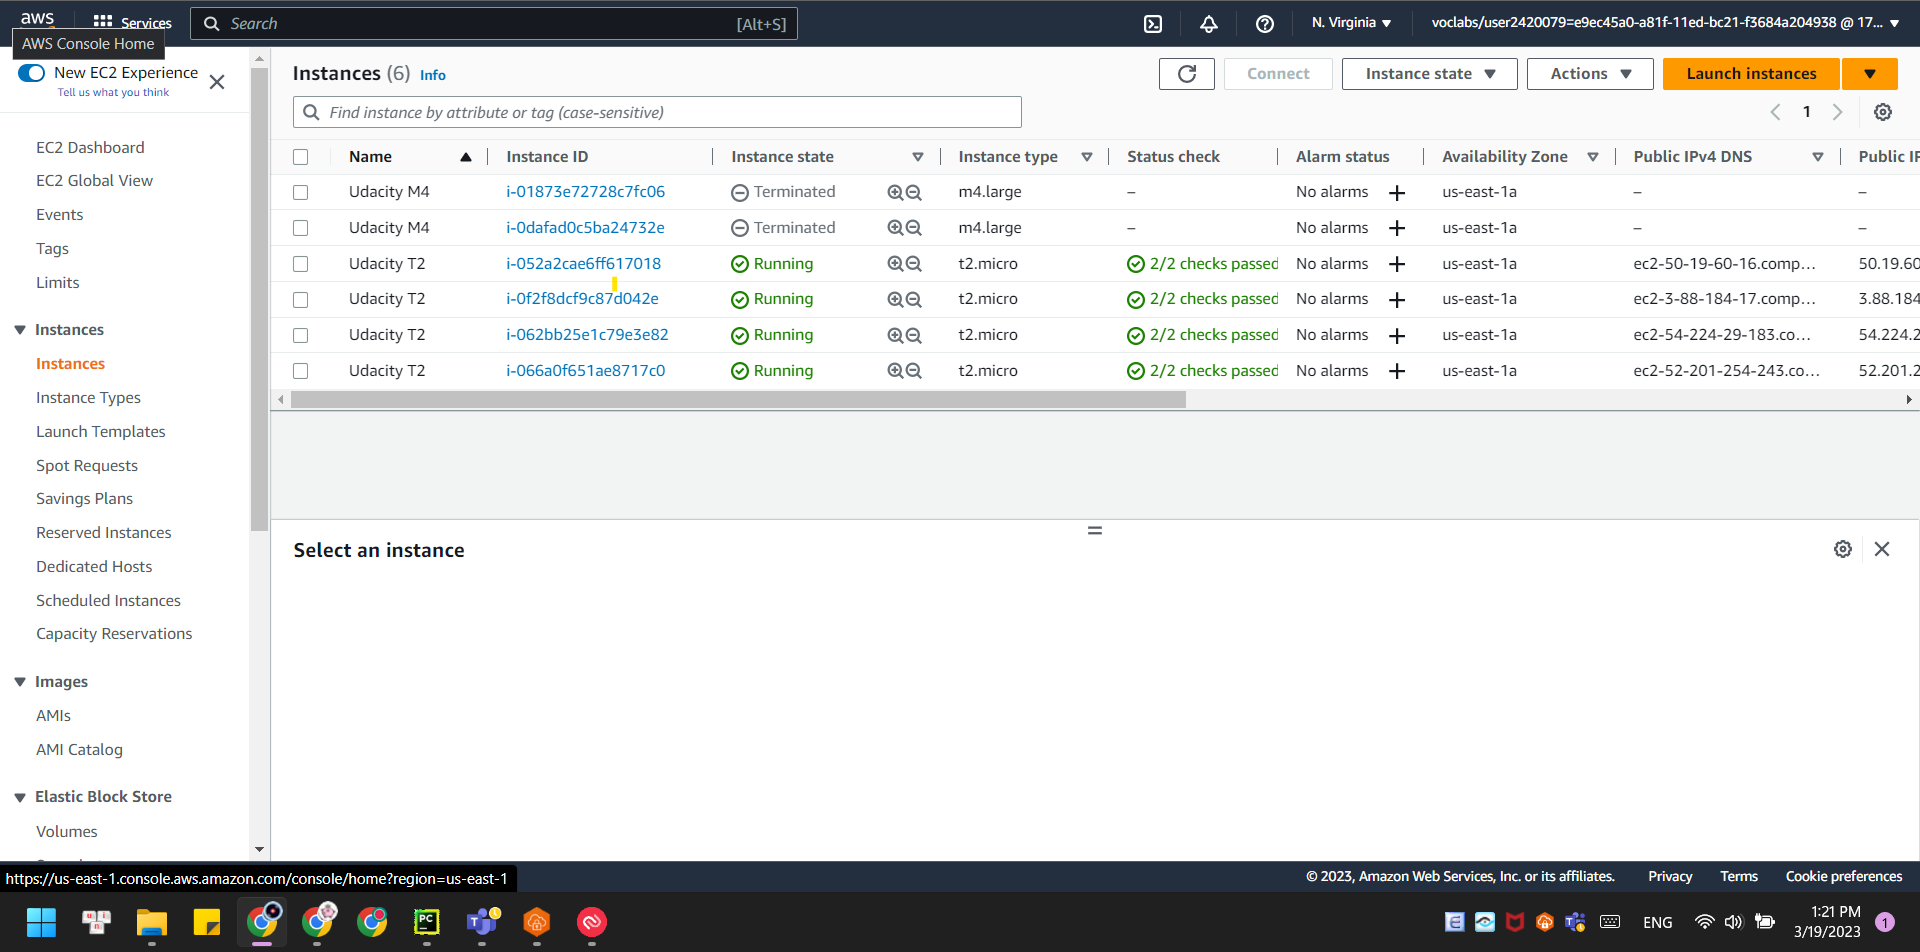 aws Services Search [Alt+S] N. Virginia voclabs/user2420079=e9ec45a0-a81f-11ed-bc21-f3684a204938 @ 17...
AWS Console Home
New EC2 Experience
Tell us what you think
EC2 Dashboard
EC2 Global View
Events
Tags
Limits
Instances
Instances
Instance Types
Launch Templates
Spot Requests
Savings Plans
Reserved Instances
Dedicated Hosts
Scheduled Instances
Capacity Reservations
Images
AMIs
AMI Catalog
Elastic Block Store
Volumes
Instances (6) Info
Connect Instance state Actions Launch instances
Find instance by attribute or tag (case-sensitive) 1
Name Instance ID Instance state Instance type Status check Alarm status Availability Zone Public IPv4 DNS Public IP
Udacity M4 i-01873e72728c7fc06 Terminated m4.large – No alarms + us-east-1a – –
Udacity M4 i-0dafad0c5ba24732e Terminated m4.large – No alarms + us-east-1a – –
Udacity T2 i-052a2cae6ff617018 Running t2.micro 2/2 checks passed No alarms + us-east-1a ec2-50-19-60-16.comp... 50.19.60
Udacity T2 i-0f2f8dcf9c87d042e Running t2.micro 2/2 checks passed No alarms + us-east-1a ec2-3-88-184-17.comp... 3.88.184
Udacity T2 i-062bb25e1c79e3e82 Running t2.micro 2/2 checks passed No alarms + us-east-1a ec2-54-224-29-183.co... 54.224.2
Udacity T2 i-066a0f651ae8717c0 Running t2.micro 2/2 checks passed No alarms + us-east-1a ec2-52-201-254-243.co... 52.201.2
Select an instance
https://us-east-1.console.aws.amazon.com/console/home?region=us-east-1
© 2023, Amazon Web Services, Inc. or its affiliates. Privacy Terms Cookie preferences
PC
ENG
1:21 PM
3/19/2023
1